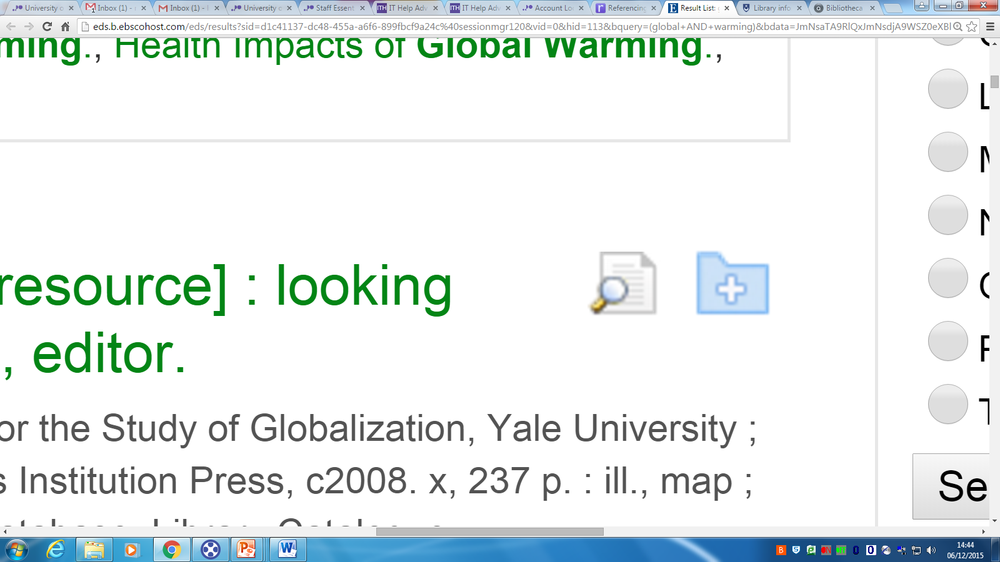 University o
Inbox (1) -
Inbox (1) -
University o
Staff Essent
ITH IT Help Adv
ITH IT Help Adv
Account Lo
Referencing
Result List:
Library info
Bibliotheca
eds.b.ebscohost.com/eds/results?sid=d1c41137-dc48-455a-a6f6-899fbcf9a24c%40sessionmgr120&vid=0&hid=113&bquery=(global+AND+warming)&bdata=JmNsaTA9RlQxJmNsdjA9WSZ0eXBl
ming., Health Impacts of Global Warming.,
L
M
N
resource] : looking
, editor.
F
T
or the Study of Globalization, Yale University ;
s Institution Press, c2008. x, 237 p. : ill., map ;
Se
14:44
06/12/2015